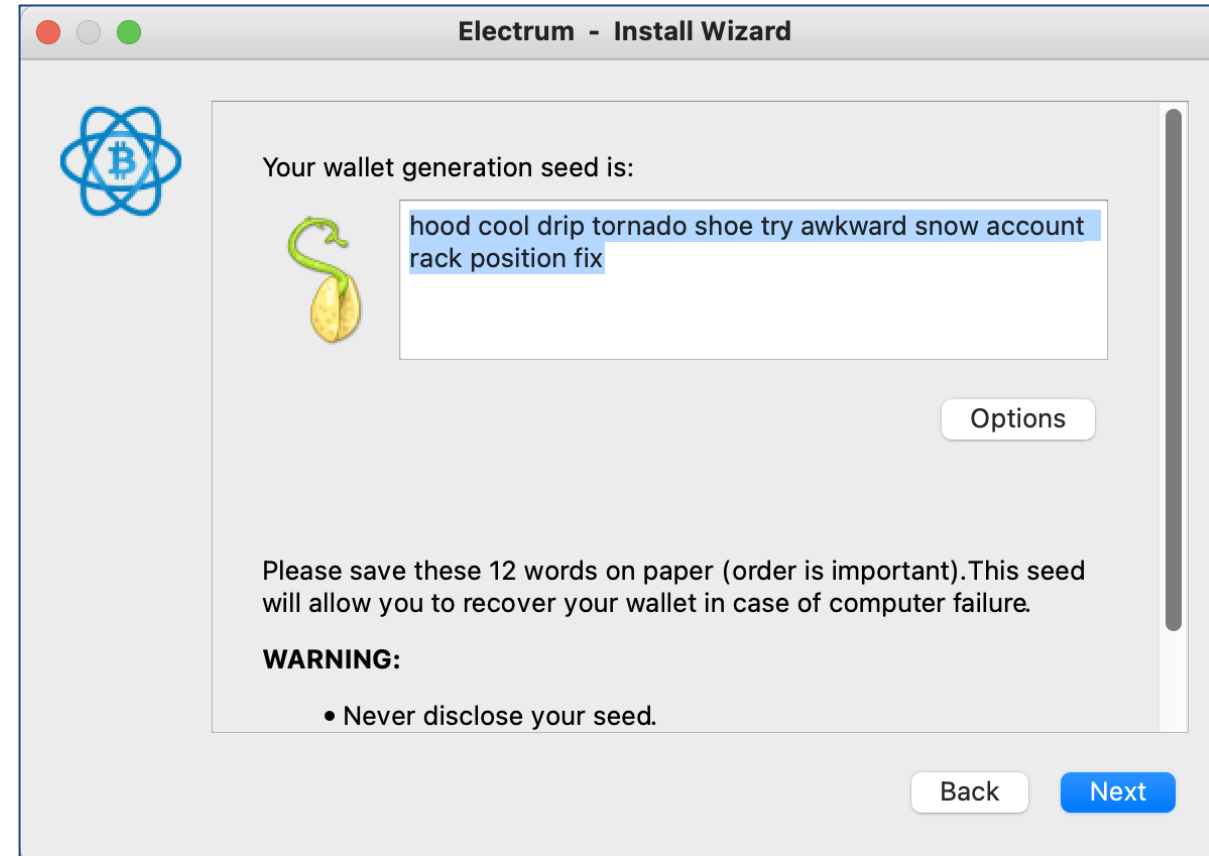 Electrum - Install Wizard
Your wallet generation seed is:
hood cool drip tornado shoe try awkward snow account
rack position fix
Options
Please save these 12 words on paper (order is important).This seed
will allow you to recover your wallet in case of computer failure.
WARNING:
• Never disclose your seed.
Back Next